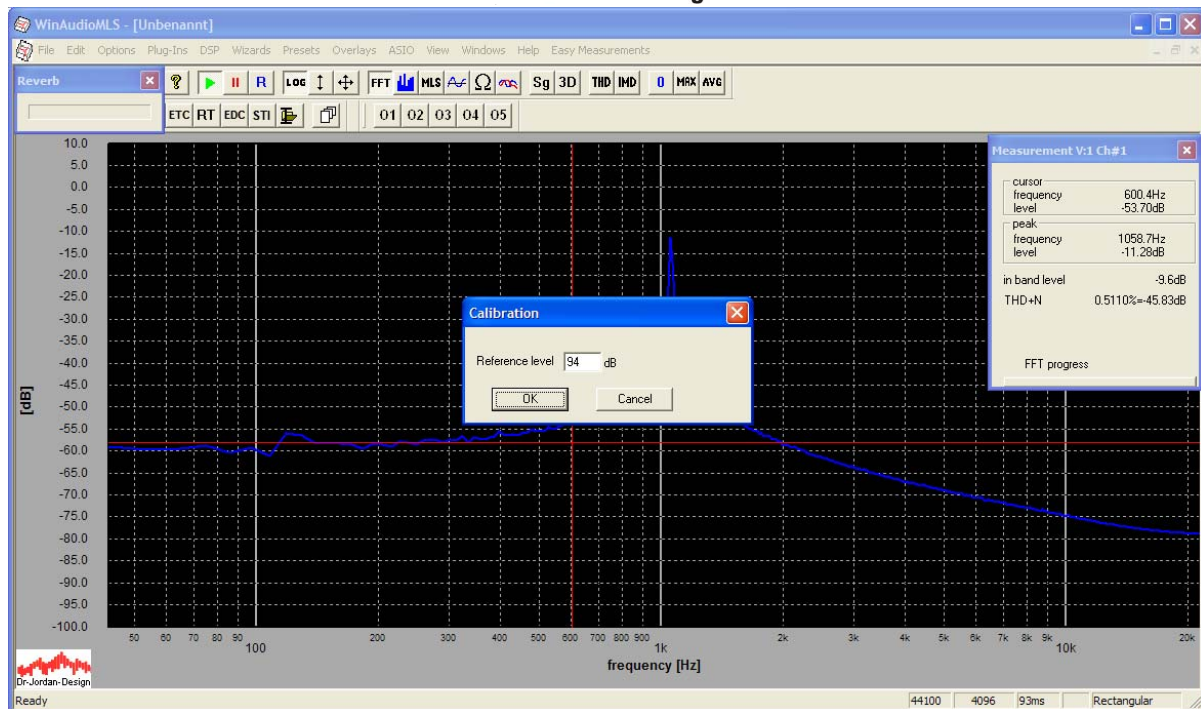 WinAudioMLS - [Unbenannt]
File Edit Options Plug-Ins DSP Wizards Presets Overlays ASIO View Windows Help Easy Measurements
Reverb
? R LOG FFT MLS Ω Sg 3D THD IMD 0 MAX AVG
ETC RT EDC STI 01 02 03 04 05
Measurement V:1 Ch#1
cursor
frequency 600.4Hz
level -53.70dB
peak
frequency 1058.7Hz
level -11.28dB
in band level -9.6dB
THD+N 0.5110%=-45.83dB
FFT progress
Calibration
Reference level 94 dB
OK Cancel
[dB]
10.0
5.0
0.0
-5.0
-10.0
-15.0
-20.0
-25.0
-30.0
-35.0
-40.0
-45.0
-50.0
-55.0
-60.0
-65.0
-70.0
-75.0
-80.0
-85.0
-90.0
-95.0
-100.0
50 60 70 80 90 100 200 300 400 500 600 700 800 900 1k 2k 3k 4k 5k 6k 7k 8k 9k 10k 20k
frequency [Hz]
Dr-Jordan-Design
Ready 44100 4096 93ms Rectangular